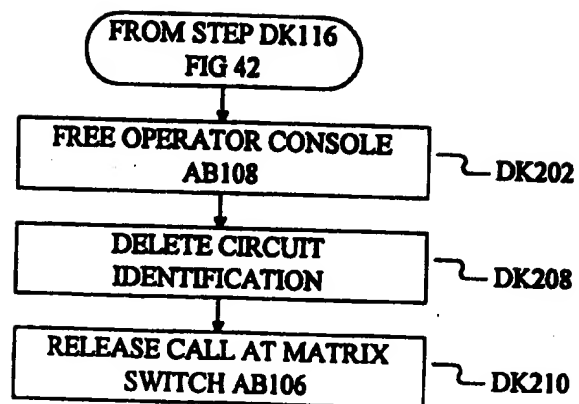 FROM STEP DK116
FIG 42
FREE OPERATOR CONSOLE
AB108
DK202
DELETE CIRCUIT
IDENTIFICATION
DK208
RELEASE CALL AT MATRIX
SWITCH AB106
DK210